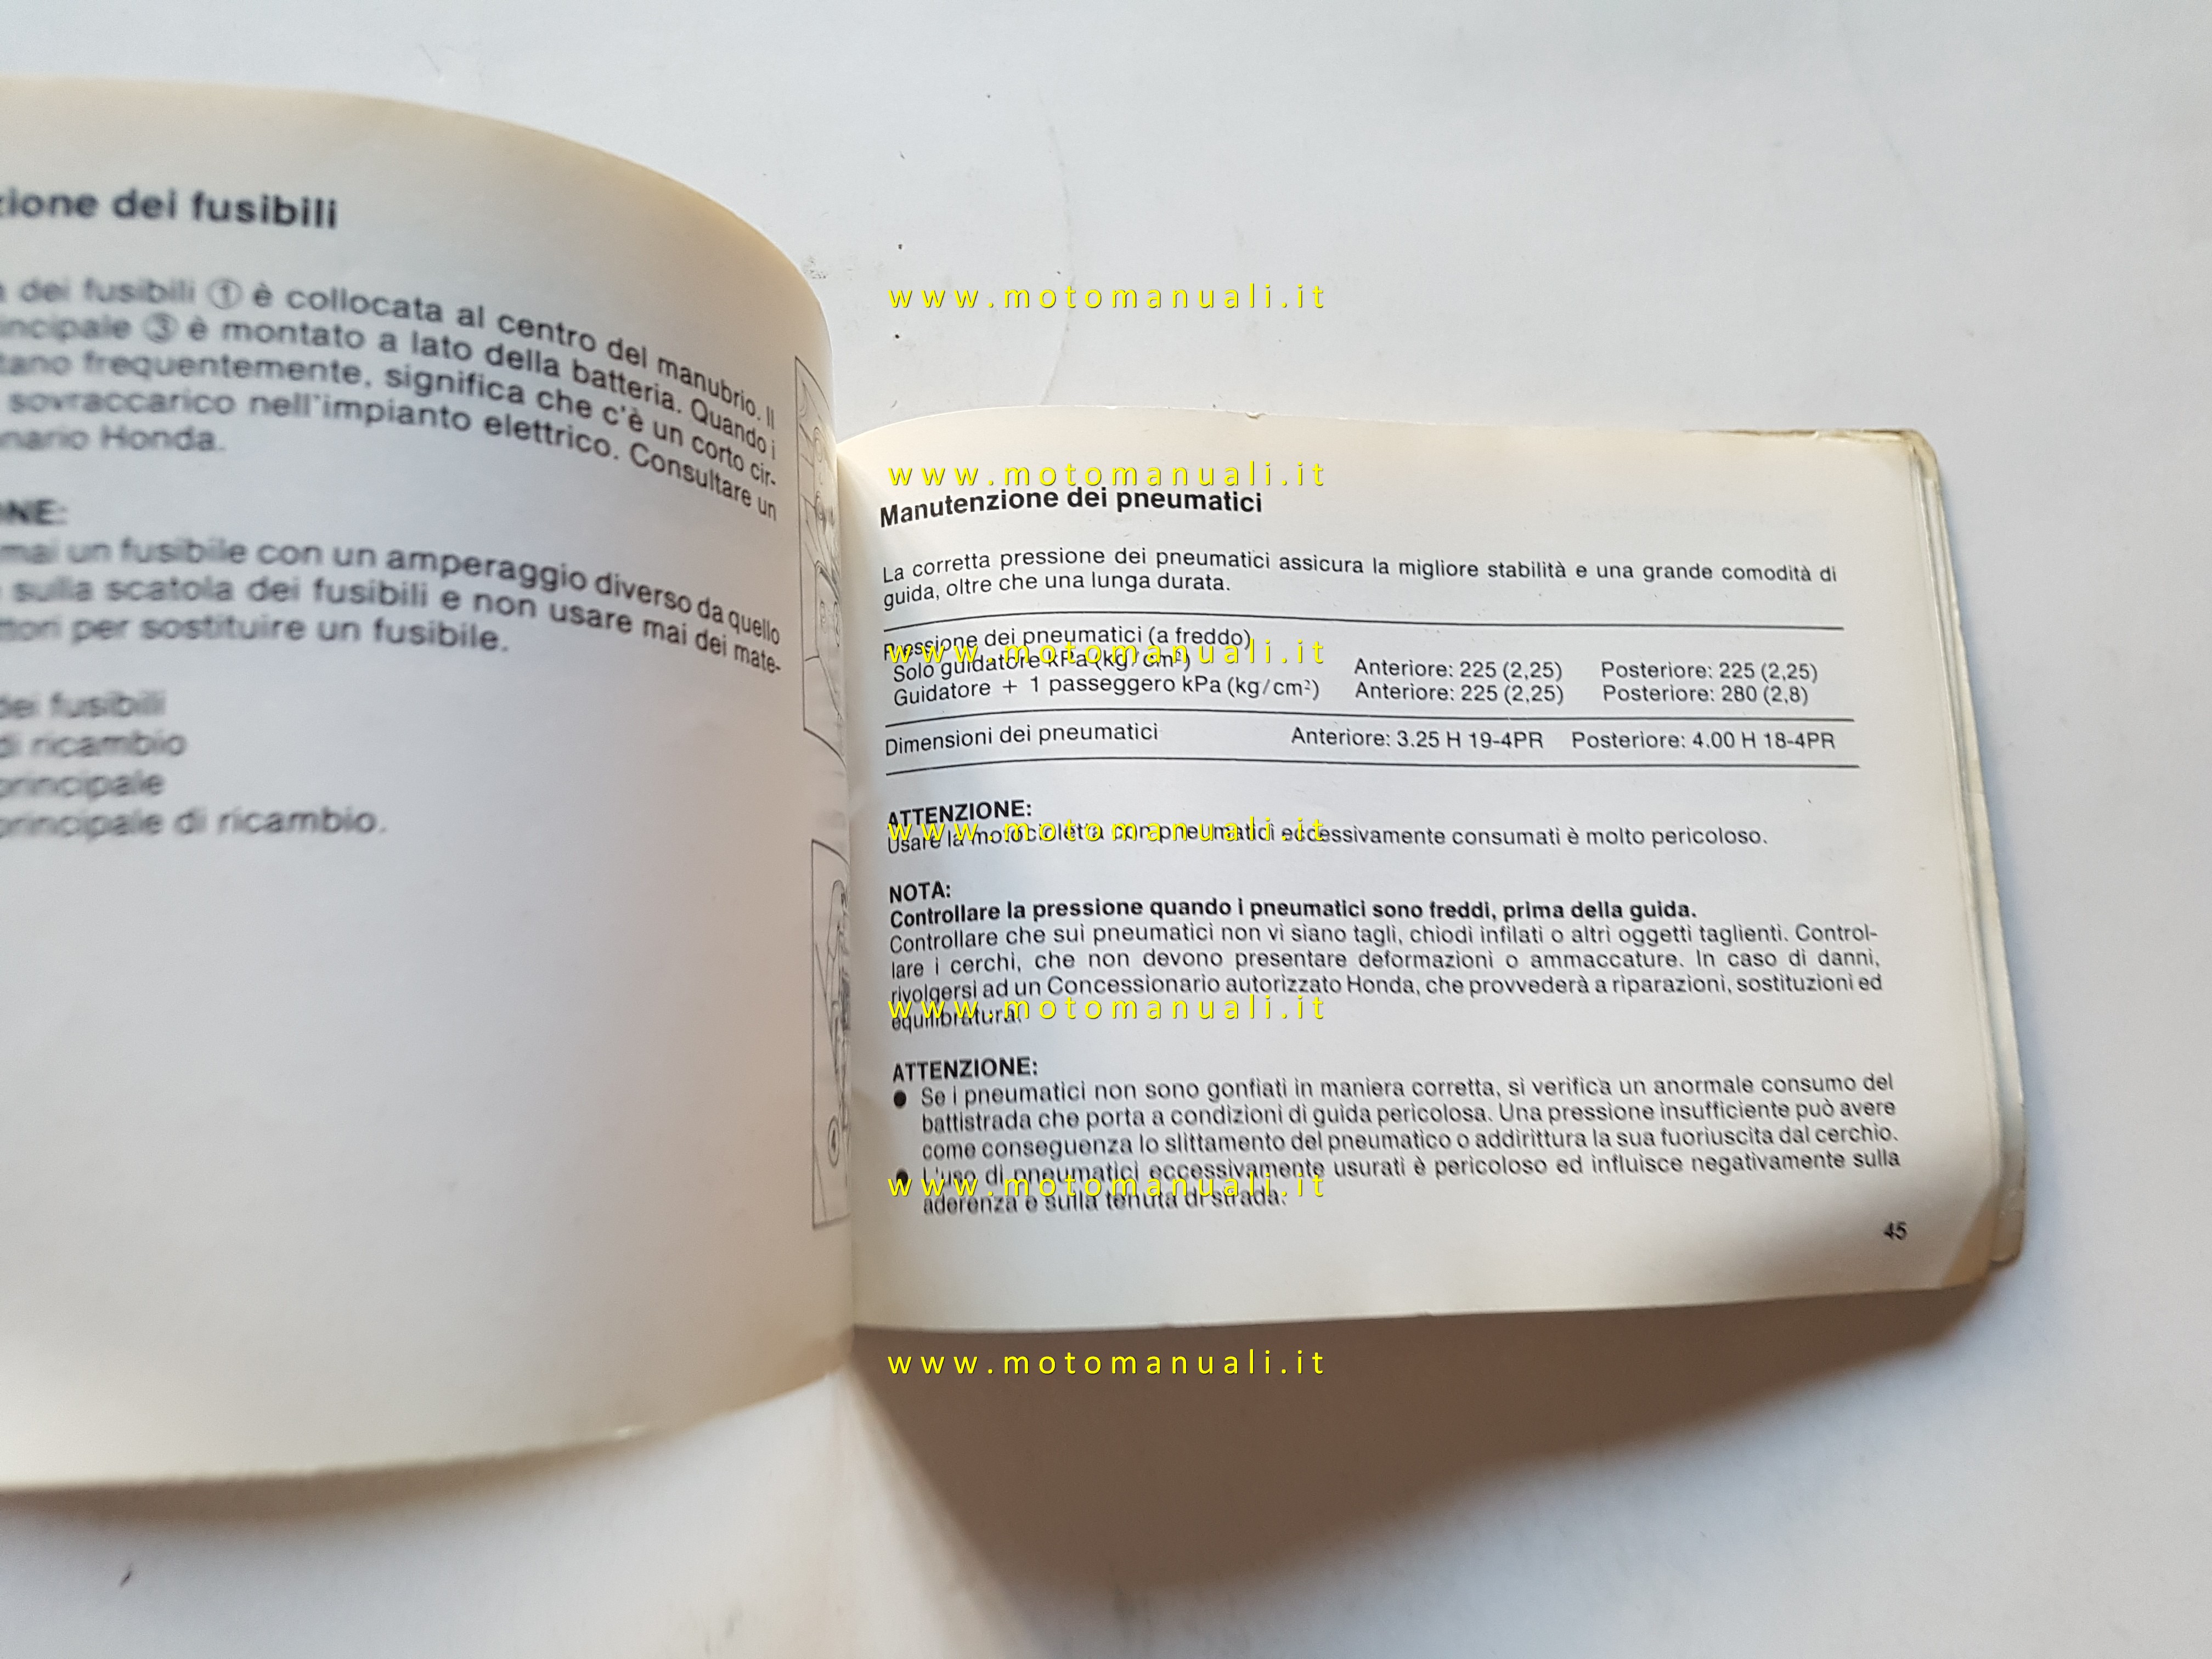 zione dei fusibili
dei fusibili ① è collocata al centro del manubrio. Il
incipale ③ è montato a lato della batteria. Quando i
tano frequentemente, significa che c'è un corto cir-
sovraccarico nell'impianto elettrico. Consultare un
nario Honda.
ONE:
mai un fusibile con un amperaggio diverso da quello
sulla scatola dei fusibili e non usare mai dei mate-
ttori per sostituire un fusibile.
dei fusibili
di ricambio
principale
principale di ricambio.
④
www.motomanuali.it
www.motomanuali.it
Manutenzione dei pneumatici
La corretta pressione dei pneumatici assicura la migliore stabilità e una grande comodità di
guida, oltre che una lunga durata.
Pressione dei pneumatici (a freddo)
www.motomanuali.it
Solo guidatore kPa (kg/cm²) Anteriore: 225 (2,25) Posteriore: 225 (2,25)
Guidatore + 1 passeggero kPa (kg/cm²) Anteriore: 225 (2,25) Posteriore: 280 (2,8)
Dimensioni dei pneumatici Anteriore: 3.25 H 19-4PR Posteriore: 4.00 H 18-4PR
ATTENZIONE:
www.motomanuali.it
Usare la motocicletta con pneumatici eccessivamente consumati è molto pericoloso.
NOTA:
Controllare la pressione quando i pneumatici sono freddi, prima della guida.
Controllare che sui pneumatici non vi siano tagli, chiodi infilati o altri oggetti taglienti. Control-
lare i cerchi, che non devono presentare deformazioni o ammaccature. In caso di danni,
rivolgersi ad un Concessionario autorizzato Honda, che provvederà a riparazioni, sostituzioni ed
www.motomanuali.it
equilibratura.
ATTENZIONE:
● Se i pneumatici non sono gonfiati in maniera corretta, si verifica un anormale consumo del
battistrada che porta a condizioni di guida pericolosa. Una pressione insufficiente può avere
come conseguenza lo slittamento del pneumatico o addirittura la sua fuoriuscita dal cerchio.
● L'uso di pneumatici eccessivamente usurati è pericoloso ed influisce negativamente sulla
www.motomanuali.it
aderenza e sulla tenuta di strada.
45
www.motomanuali.it